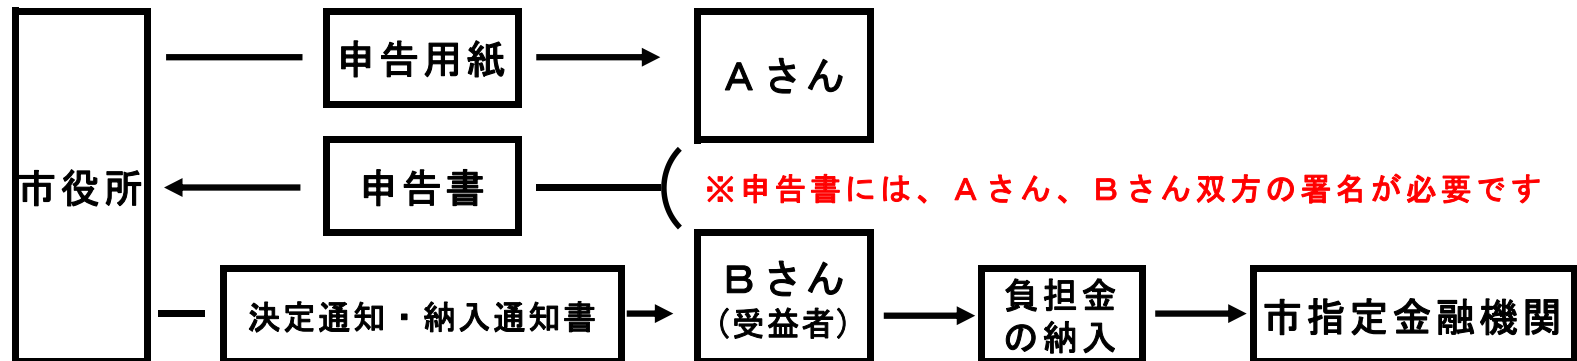 市役所
申告用紙
Aさん
申告書
※申告書には、Aさん、Bさん双方の署名が必要です
決定通知・納入通知書
Bさん
（受益者）
負担金
の納入
市指定金融機関